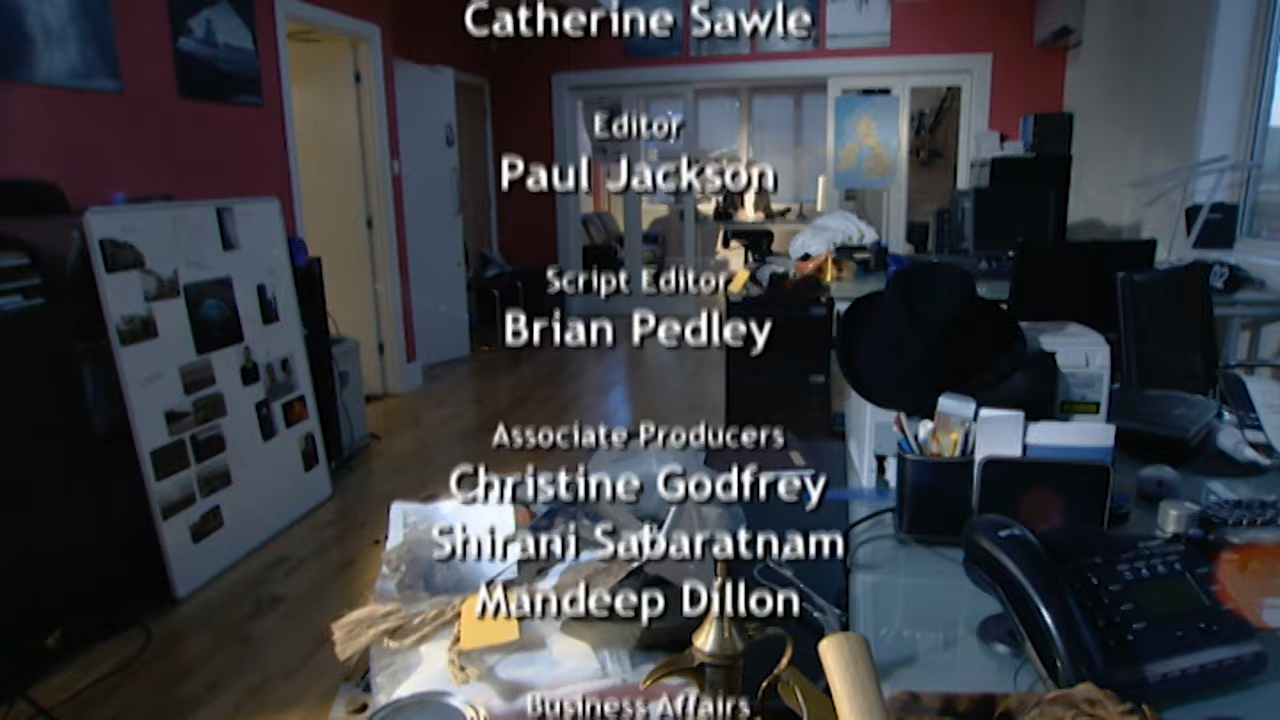 Catherine Sawle
Editor
Paul Jackson
Script Editor
Brian Pedley
Associate Producers
Christine Godfrey
Shirani Sabaratnam
Mandeep Dillon
Business Affairs